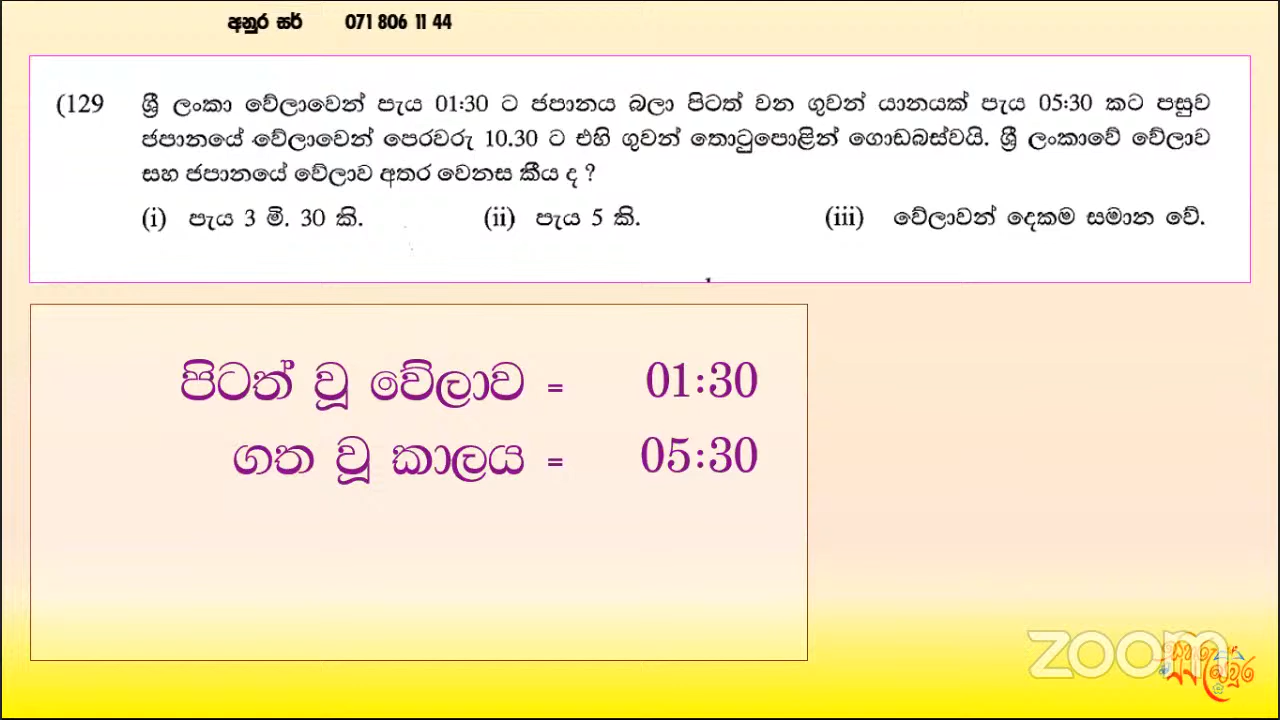 අනුර සර් 071 806 11 44
(129 ශ්‍රී ලංකා වේලාවෙන් පැය 01:30 ට ජපානය බලා පිටත් වන ගුවන් යානයක් පැය 05:30 කට පසුව
ජපානයේ වේලාවෙන් පෙරවරු 10.30 ට එහි ගුවන් තොටුපොළින් ගොඩබස්වයි. ශ්‍රී ලංකාවේ වේලාව
සහ ජපානයේ වේලාව අතර වෙනස කීය ද ?
(i) පැය 3 මි. 30 කි. (ii) පැය 5 කි. (iii) වේලාවන් දෙකම සමාන වේ.
පිටත් වූ වේලාව = 01:30
ගත වූ කාලය = 05:30
zoom